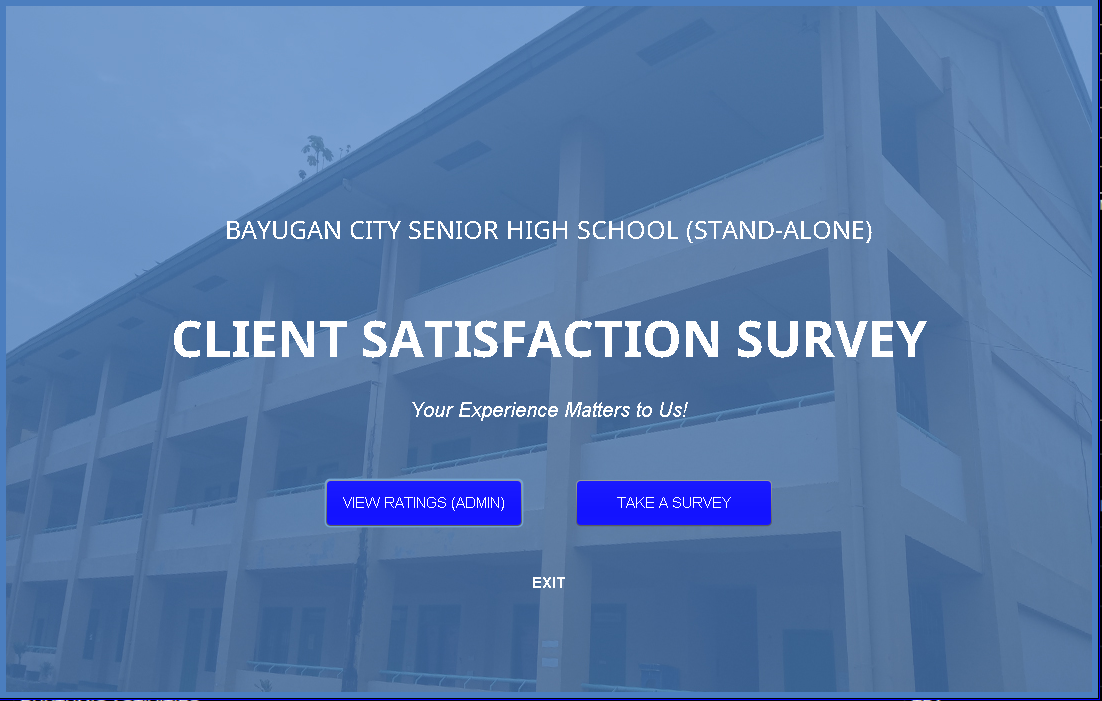 BAYUGAN CITY SENIOR HIGH SCHOOL (STAND-ALONE)
CLIENT SATISFACTION SURVEY
Your Experience Matters to Us!
VIEW RATINGS (ADMIN)
TAKE A SURVEY
EXIT